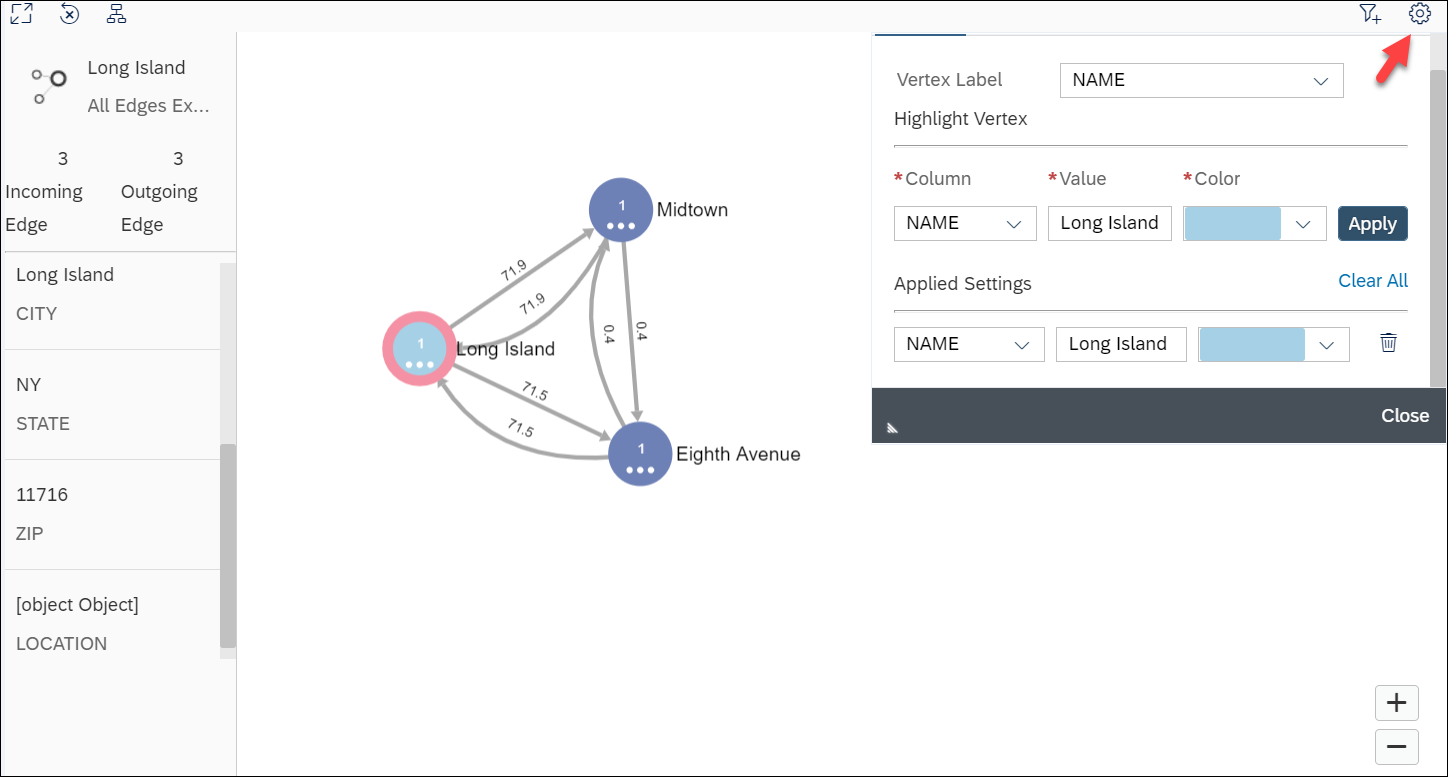 Long Island
All Edges Ex...
3
3
Incoming
Edge
Outgoing
Edge
Long Island
CITY
NY
STATE
11716
ZIP
[object Object]
LOCATION
1
Midtown
71.9
71.9
0.4
0.4
1
Long Island
71.5
71.5
1
Eighth Avenue
Vertex Label
NAME
Highlight Vertex
*Column
*Value
*Color
NAME
Long Island
Apply
Applied Settings
Clear All
NAME
Long Island
Close